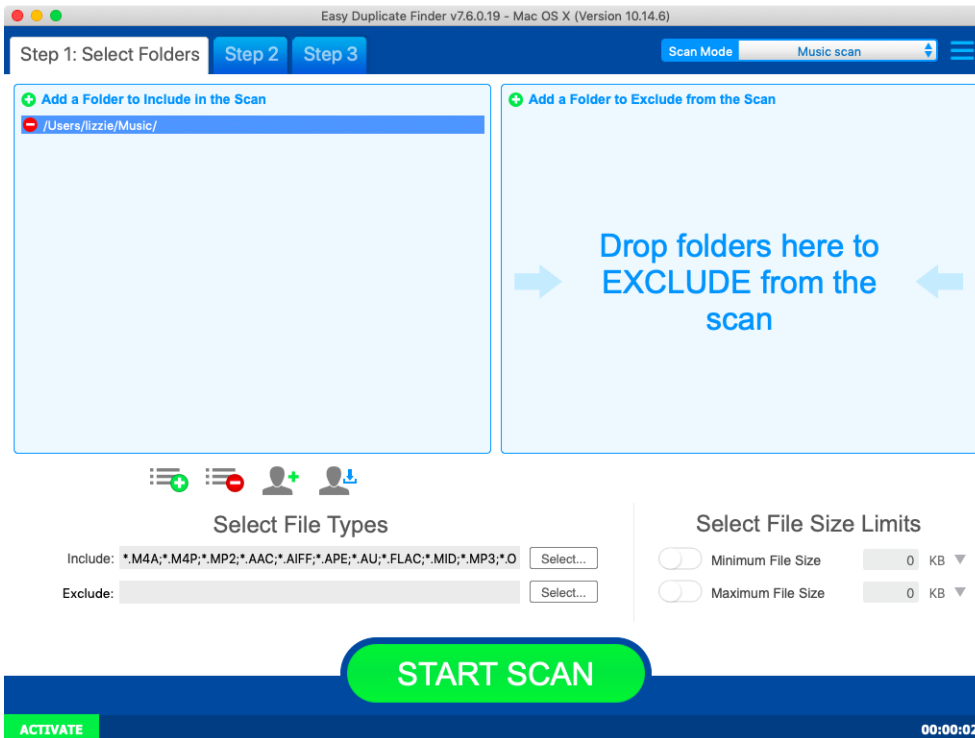 Easy Duplicate Finder v7.6.0.19 - Mac OS X (Version 10.14.6)
Step 1: Select Folders
Step 2
Step 3
Scan Mode
Music scan
Add a Folder to Include in the Scan
/Users/lizzie/Music/
Add a Folder to Exclude from the Scan
Drop folders here to
EXCLUDE from the
scan
Select File Types
Include: *.M4A;*.M4P;*.MP2;*.AAC;*.AIFF;*.APE;*.AU;*.FLAC;*.MID;*.MP3;*.O
Select...
Exclude:
Select...
Select File Size Limits
Minimum File Size 0 KB
Maximum File Size 0 KB
START SCAN
ACTIVATE
00:00:02